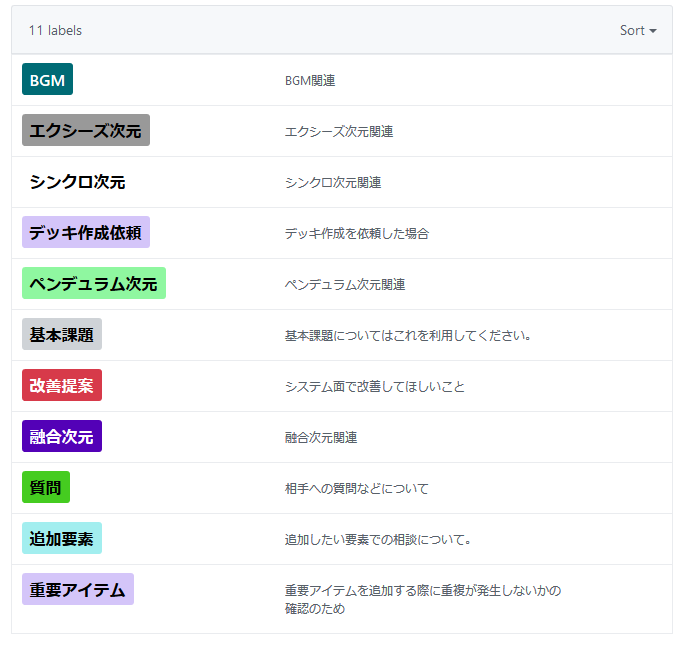 11 labels
Sort
BGM
BGM関連
エクシーズ次元
エクシーズ次元関連
シンクロ次元
シンクロ次元関連
デッキ作成依頼
デッキ作成を依頼した場合
ペンデュラム次元
ペンデュラム次元関連
基本課題
基本課題についてはこれを利用してください。
改善提案
システム面で改善してほしいこと
融合次元
融合次元関連
質問
相手への質問などについて
追加要素
追加したい要素での相談について。
重要アイテム
重要アイテムを追加する際に重複が発生しないかの
確認のため